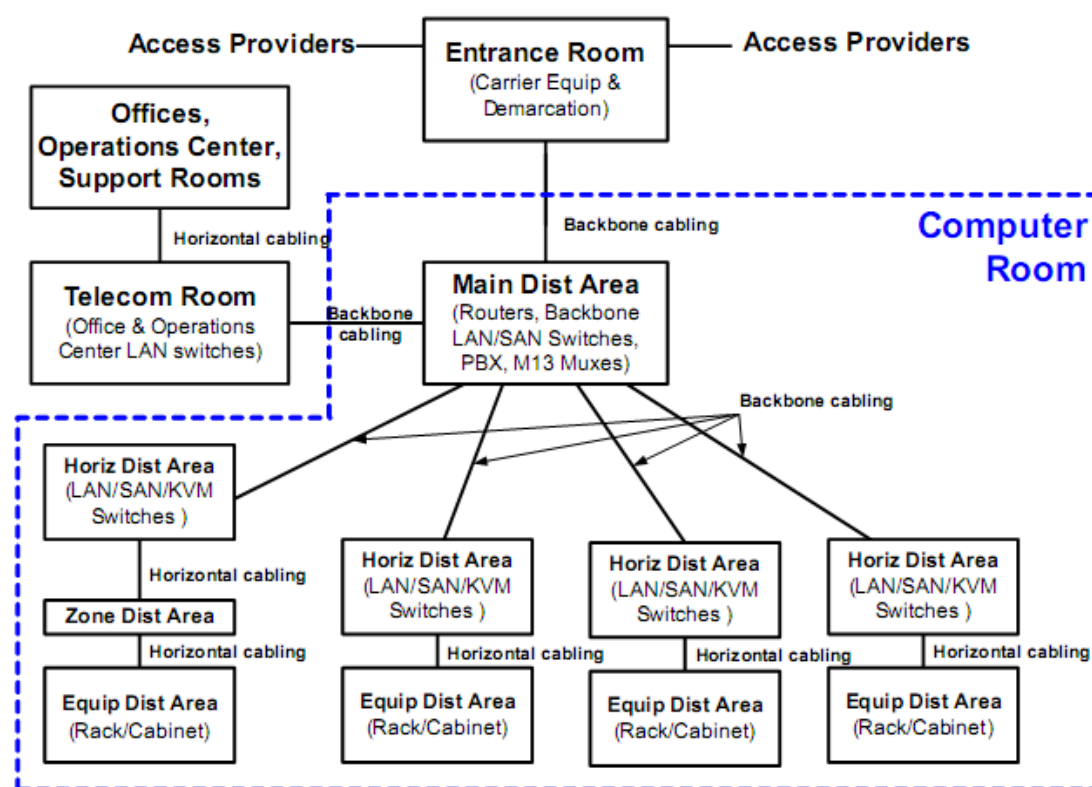 Access Providers
Entrance Room
(Carrier Equip &
Demarcation)
Access Providers
Offices,
Operations Center,
Support Rooms
Horizontal cabling
Backbone cabling
Computer
Room
Telecom Room
(Office & Operations
Center LAN switches)
Backbone
cabling
Main Dist Area
(Routers, Backbone
LAN/SAN Switches,
PBX, M13 Muxes)
Backbone cabling
Horiz Dist Area
(LAN/SAN/KVM
Switches )
Horizontal cabling
Zone Dist Area
Horizontal cabling
Equip Dist Area
(Rack/Cabinet)
Horiz Dist Area
(LAN/SAN/KVM
Switches )
Horizontal cabling
Equip Dist Area
(Rack/Cabinet)
Horiz Dist Area
(LAN/SAN/KVM
Switches )
Horizontal cabling
Equip Dist Area
(Rack/Cabinet)
Horiz Dist Area
(LAN/SAN/KVM
Switches )
Horizontal cabling
Equip Dist Area
(Rack/Cabinet)